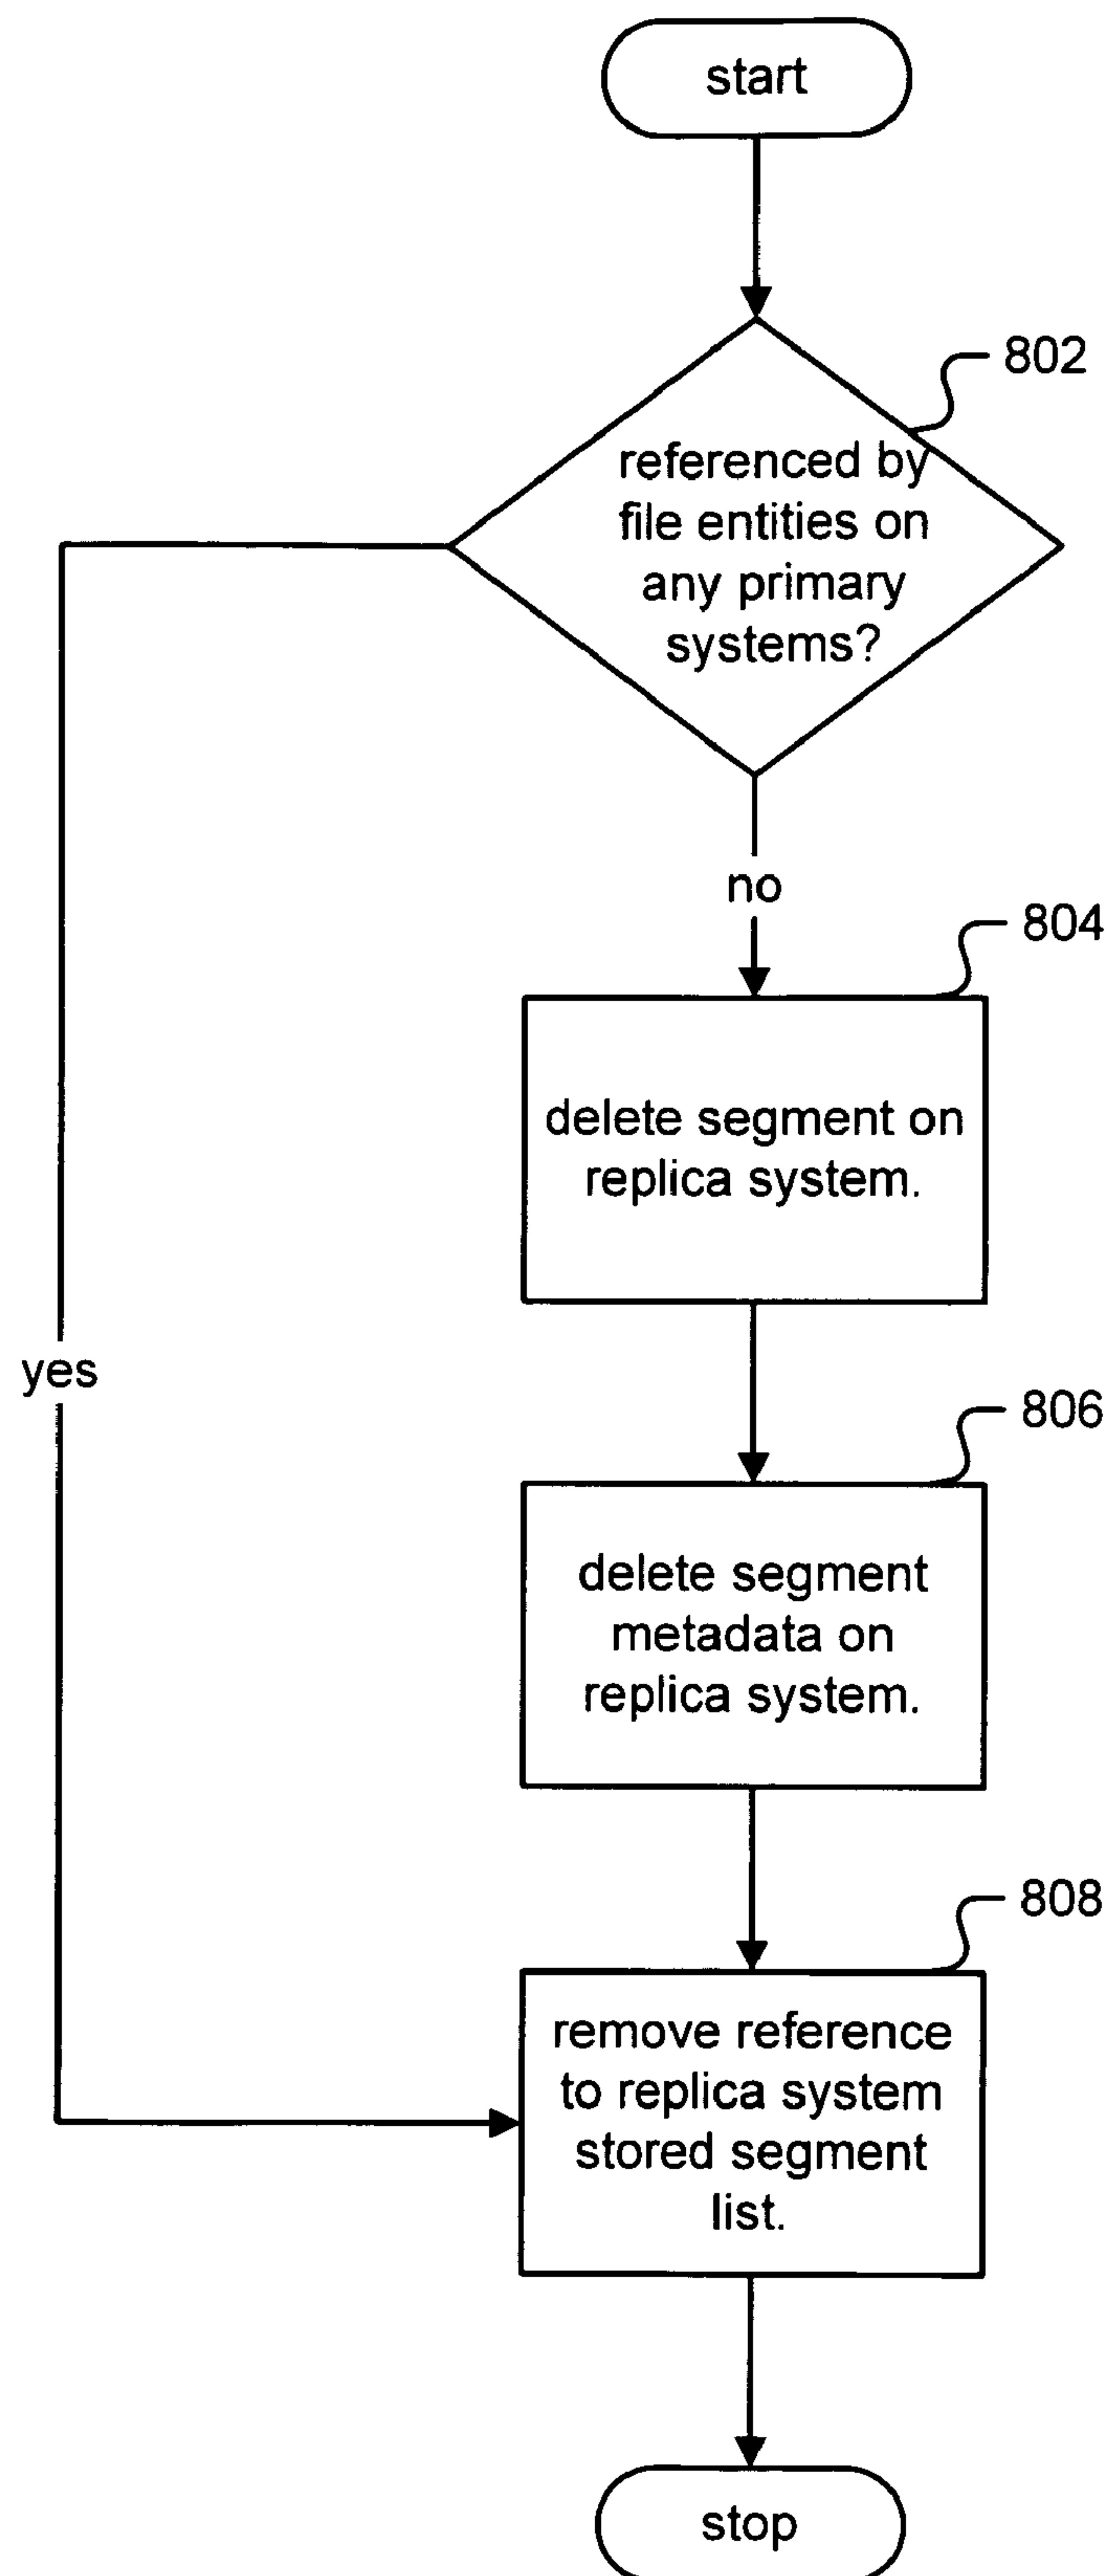 start
802
referenced by
file entities on
any primary
systems?
no
804
delete segment on
replica system.
yes
806
delete segment
metadata on
replica system.
808
remove reference
to replica system
stored segment
list.
stop